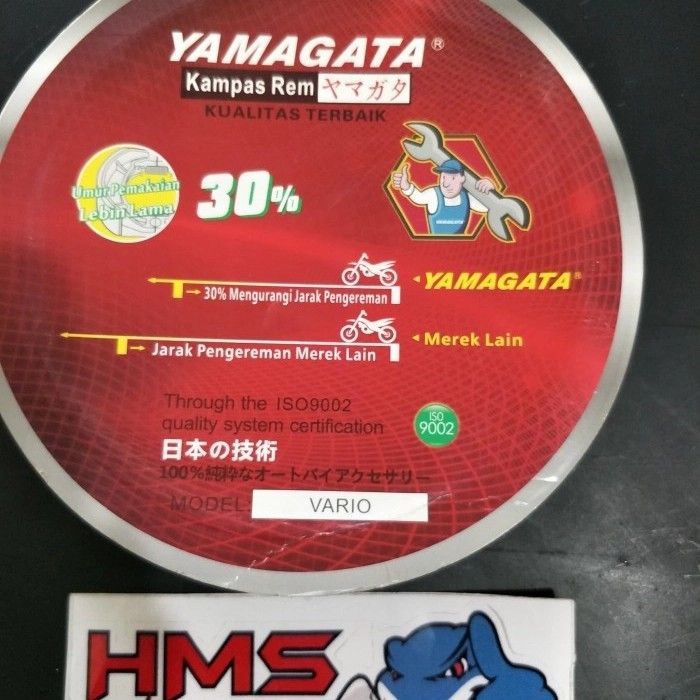 YAMAGATA®
Kampas Rem ヤマガタ
KUALITAS TERBAIK
Umur Pemakaian
Lebih Lama
30%
YAMAGATA®
30% Mengurangi Jarak Pengereman
Merek Lain
Jarak Pengereman Merek Lain
Through the ISO9002
quality system certification
ISO
9002
日本の技術
100%純粋なオートバイアクセサリー
MODEL: VARIO
HMS